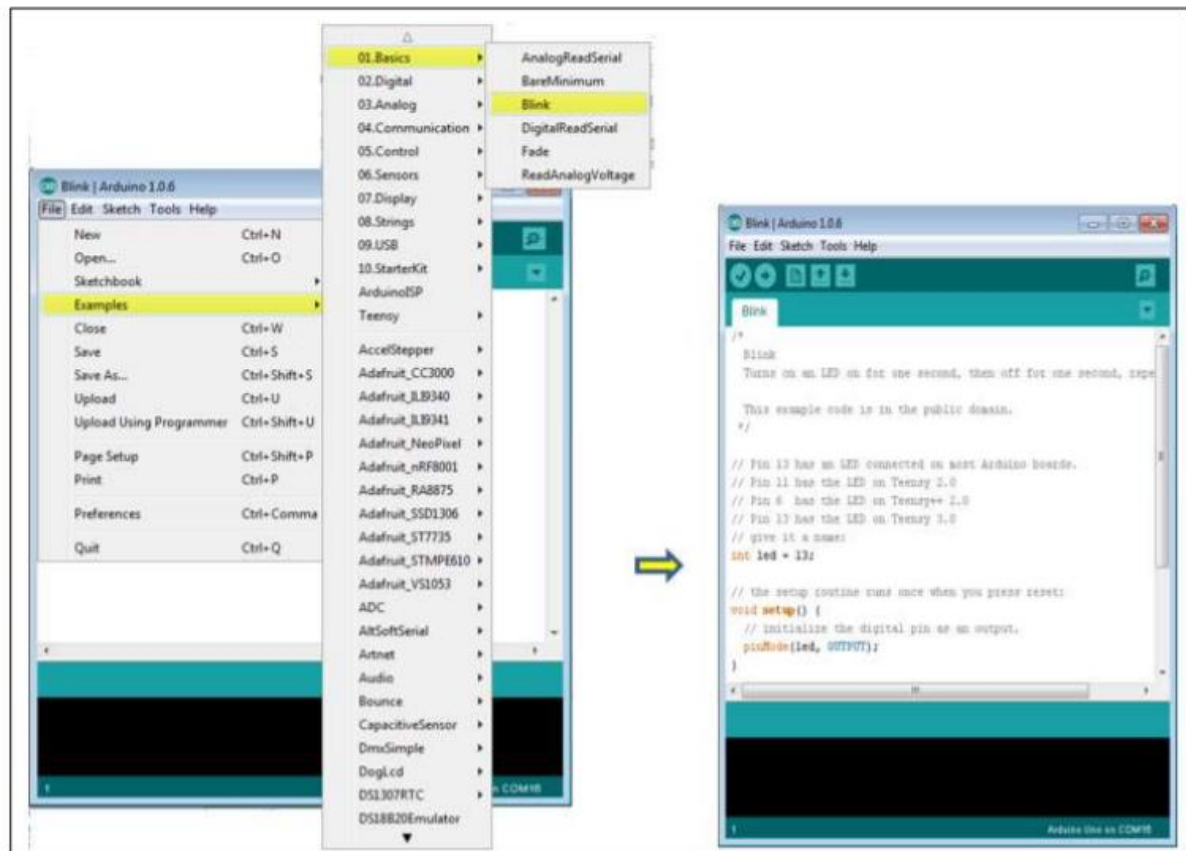 01.Basics
02.Digital
03.Analog
04.Communication
05.Control
06.Sensors
07.Display
08.Strings
09.USB
10.StarterKit
ArduinoISP
Teensy
AccelStepper
Adafruit_CC3000
Adafruit_ILI9340
Adafruit_ILI9341
Adafruit_NeoPixel
Adafruit_nRF8001
Adafruit_RA8875
Adafruit_SSD1306
Adafruit_ST7735
Adafruit_STMPE610
Adafruit_VS1053
ADC
AltSoftSerial
Artnet
Audio
Bounce
CapacitiveSensor
DmxSimple
DogLcd
DS1307RTC
DS18B20Emulator
AnalogReadSerial
BareMinimum
Blink
DigitalReadSerial
Fade
ReadAnalogVoltage
Blink | Arduino 1.0.6
File Edit Sketch Tools Help
New Ctrl+N
Open... Ctrl+O
Sketchbook
Examples
Close Ctrl+W
Save Ctrl+S
Save As... Ctrl+Shift+S
Upload Ctrl+U
Upload Using Programmer Ctrl+Shift+U
Page Setup Ctrl+Shift+P
Print Ctrl+P
Preferences Ctrl+Comma
Quit Ctrl+Q
1 n COM16
Blink | Arduino 1.0.6
File Edit Sketch Tools Help
Blink
/*
Blink
Turns on an LED on for one second, then off for one second, repe
This example code is in the public domain.
*/
// Pin 13 has an LED connected on most Arduino boards.
// Pin 11 has the LED on Teensy 2.0
// Pin 6 has the LED on Teensy++ 2.0
// Pin 13 has the LED on Teensy 3.0
// give it a name:
int led = 13;
// the setup routine runs once when you press reset:
void setup() {
// initialize the digital pin as an output.
pinMode(led, OUTPUT);
}
1 Arduino Uno on COM16